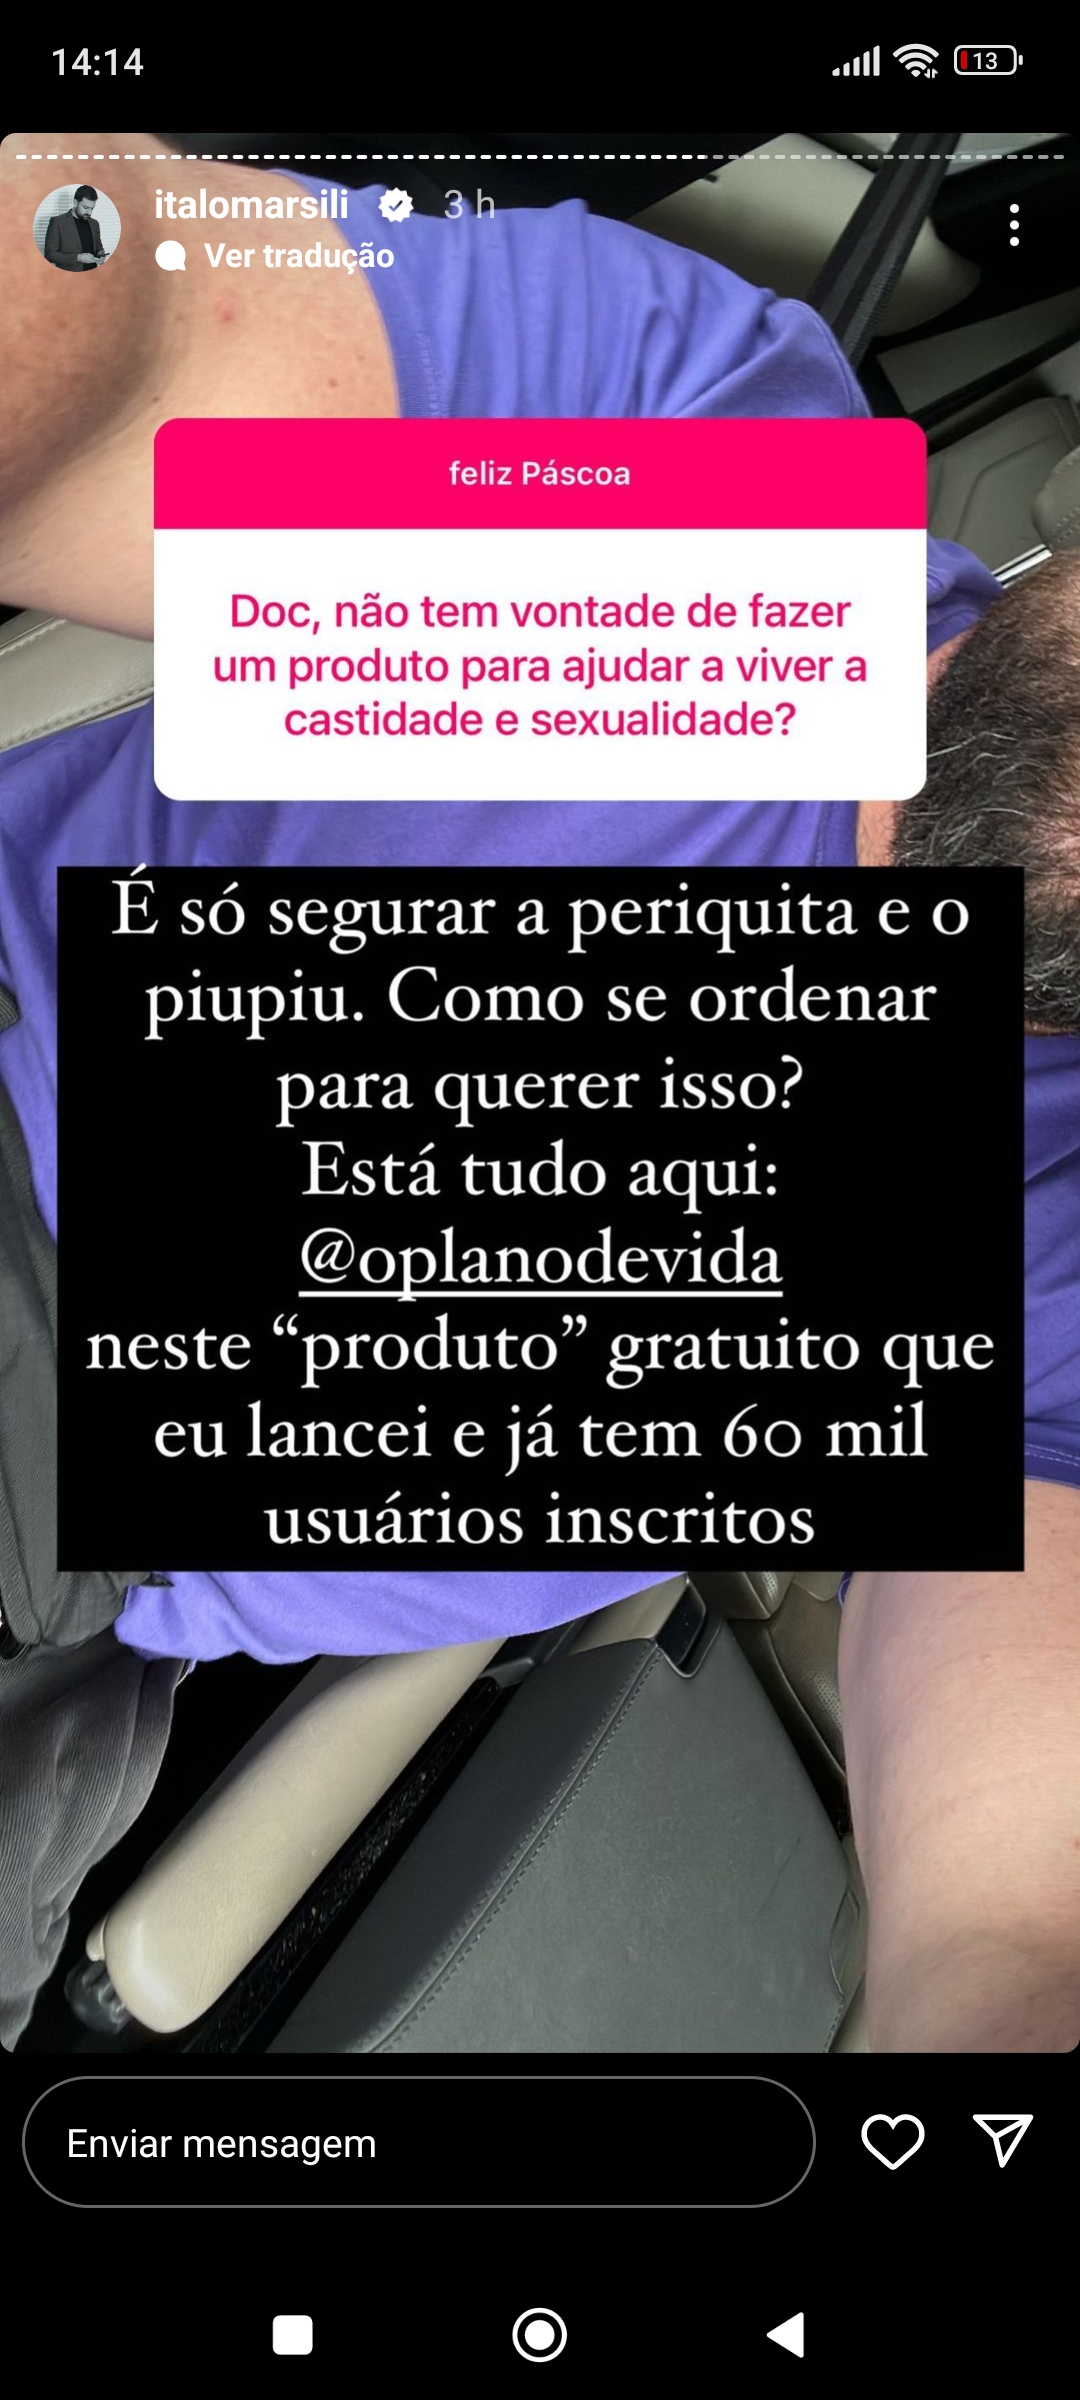 14:14
13
italomarsili 3 h
Ver tradução
feliz Páscoa
Doc, não tem vontade de fazer
um produto para ajudar a viver a
castidade e sexualidade?
É só segurar a periquita e o
piupiu. Como se ordenar
para querer isso?
Está tudo aqui:
@oplanodevida
neste “produto” gratuito que
eu lancei e já tem 60 mil
usuários inscritos
Enviar mensagem